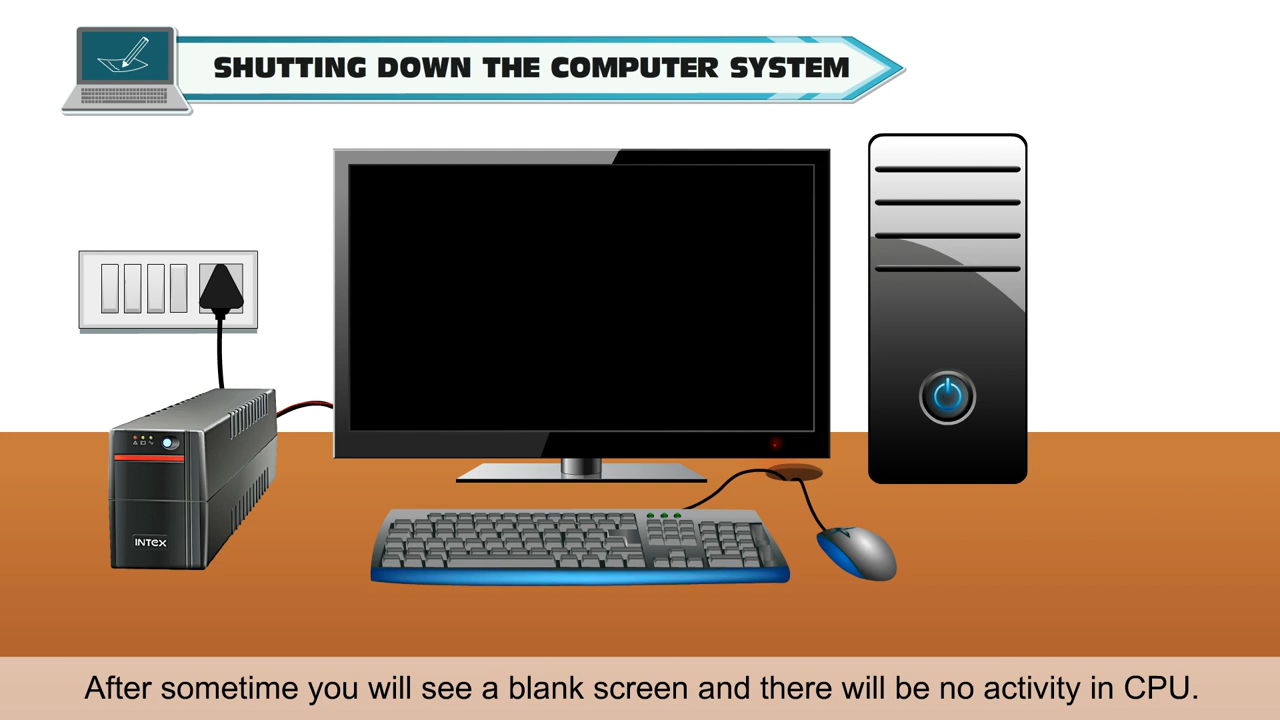 SHUTTING DOWN THE COMPUTER SYSTEM
INTEX
After sometime you will see a blank screen and there will be no activity in CPU.